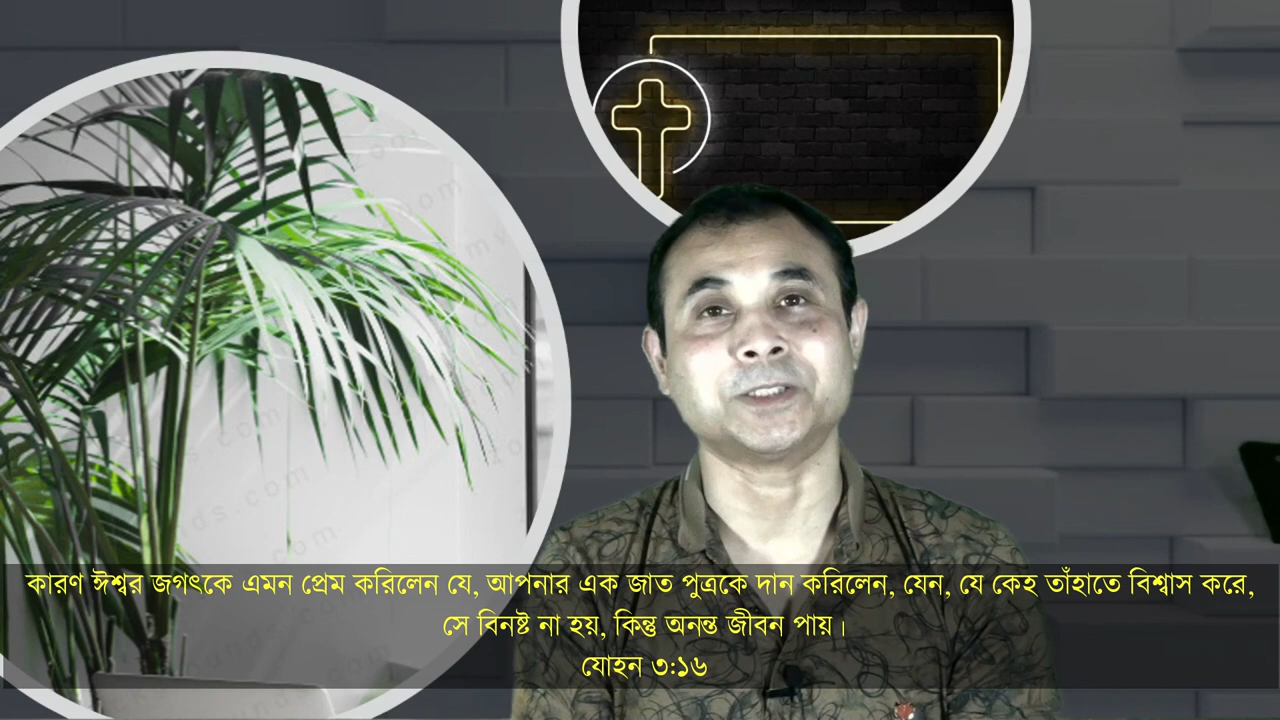 কারণ ঈশ্বর জগৎকে এমন প্রেম করিলেন যে, আপনার এক জাত পুত্রকে দান করিলেন, যেন, যে কেহ তাঁহাতে বিশ্বাস করে,
সে বিনষ্ট না হয়, কিন্তু অনন্ত জীবন পায়।
যোহন ৩:১৬